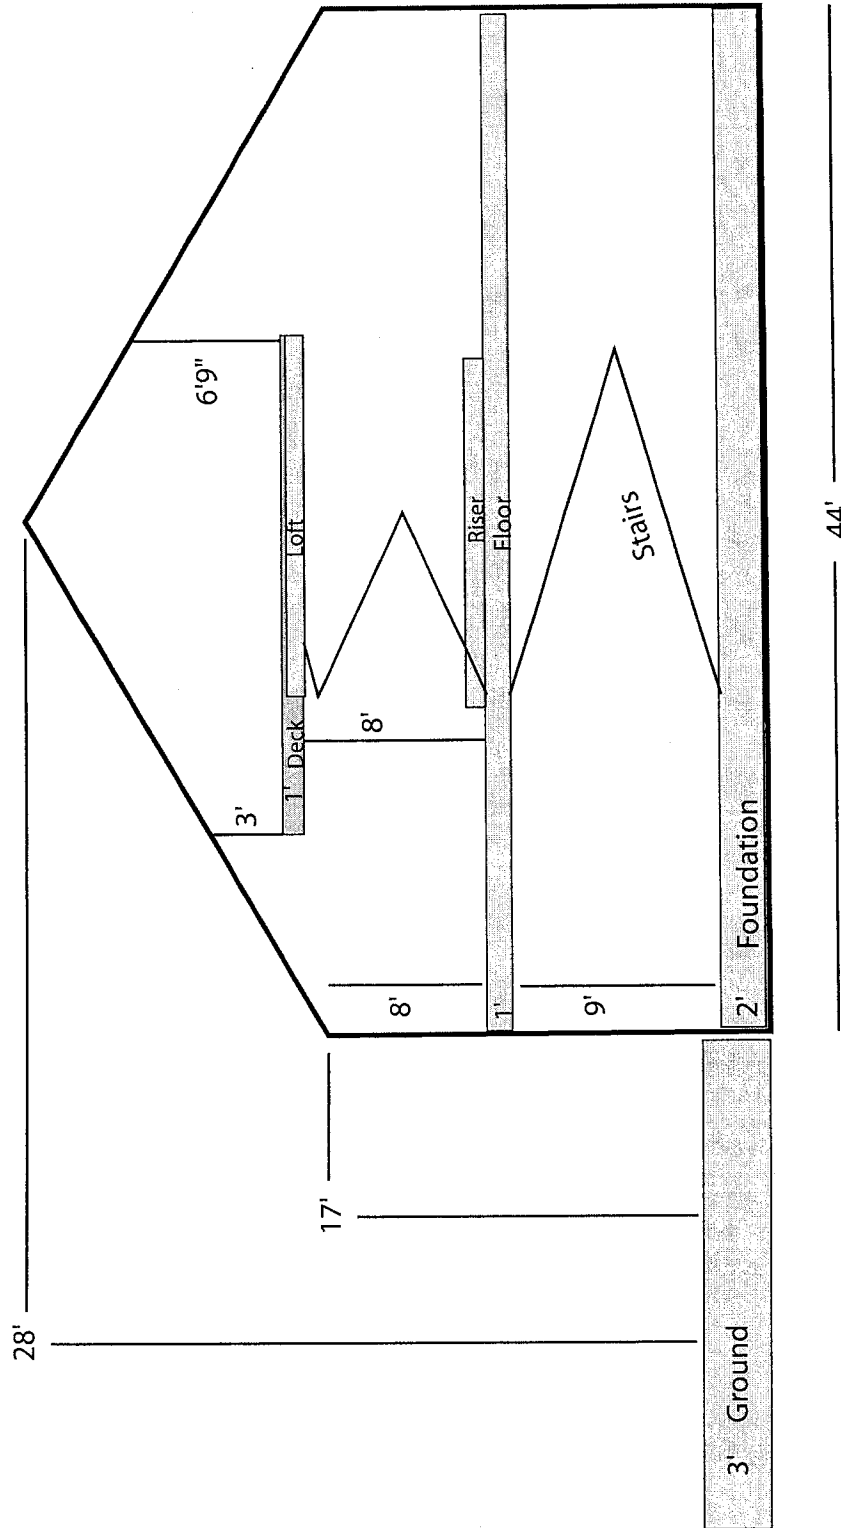 28'
17'
3' Ground
3'
6'9"
1' Deck
Loft
8'
Riser
Floor
8'
1'
9'
Stairs
2' Foundation
44'